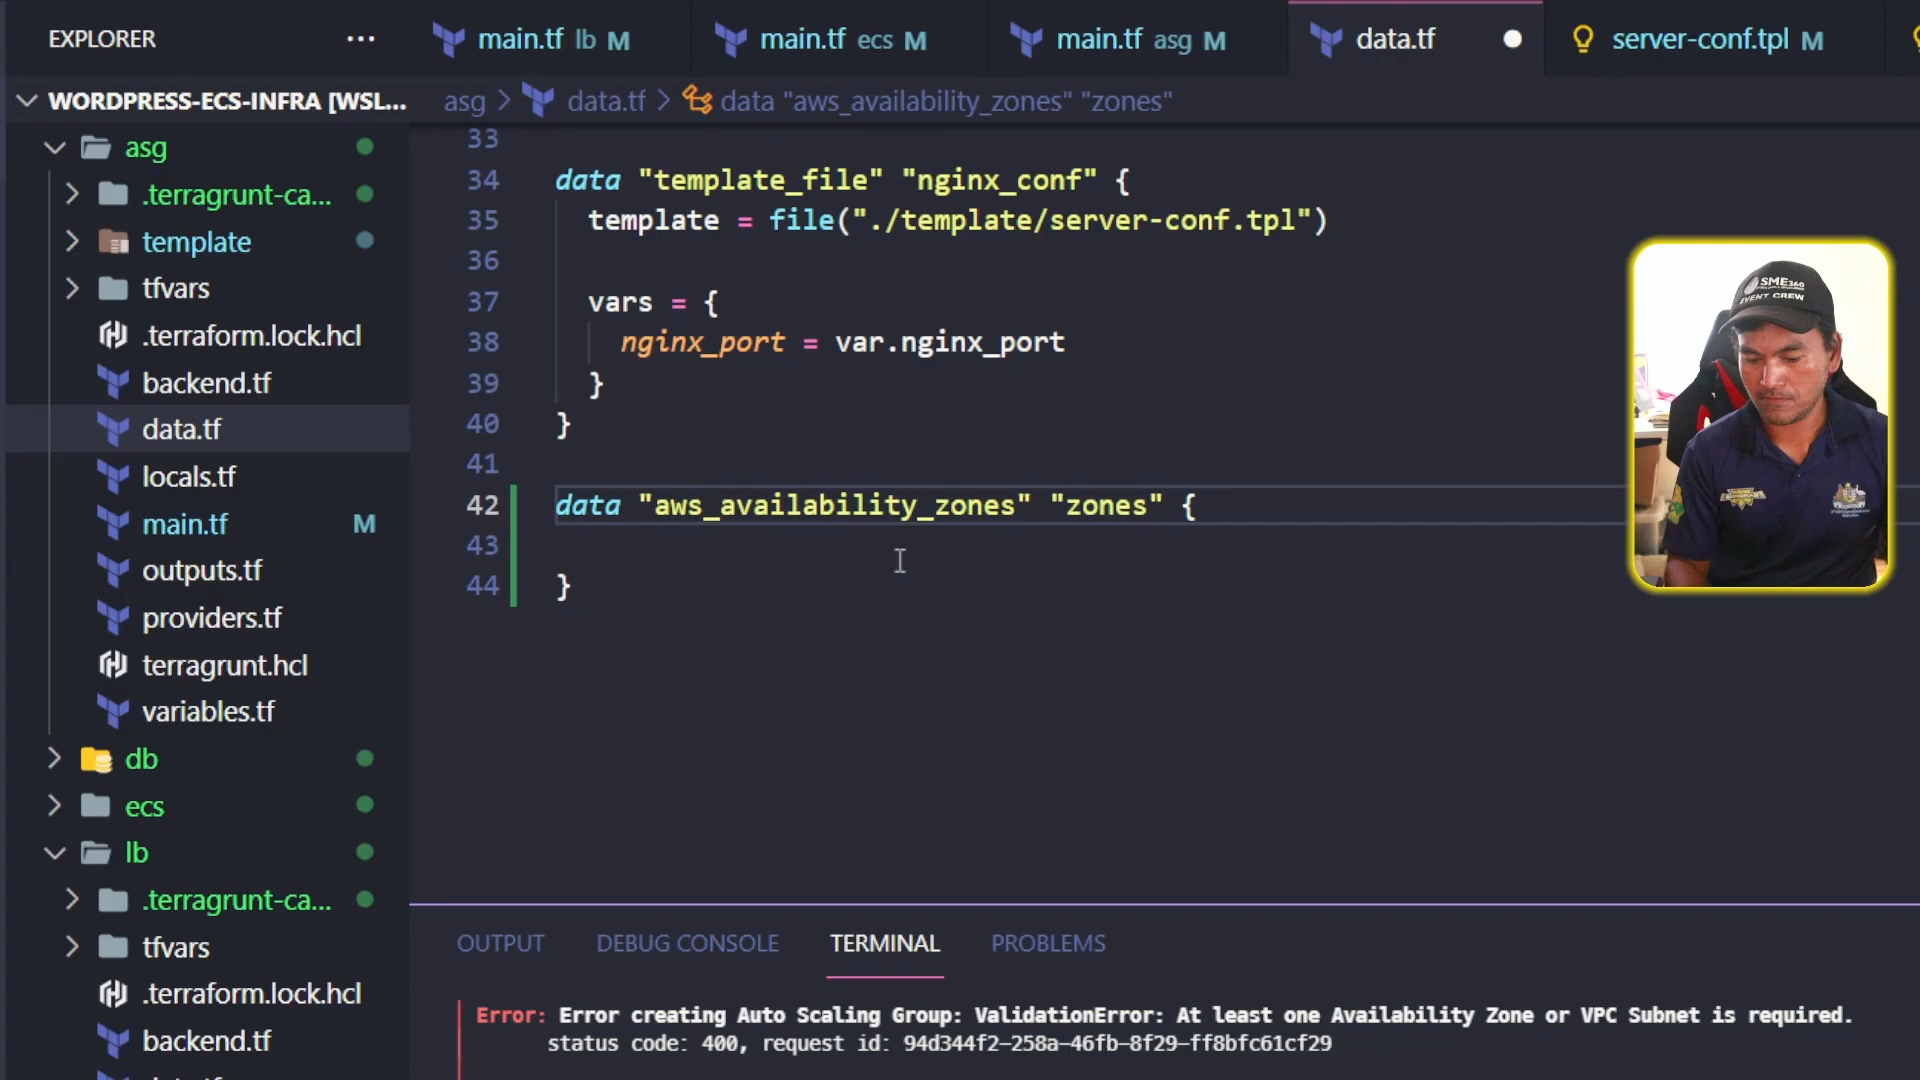 EXPLORER
main.tf lb M
main.tf ecs M
main.tf asg M
data.tf
server-conf.tpl M
WORDPRESS-ECS-INFRA [WSL...
asg > data.tf > data "aws_availability_zones" "zones"
asg
.terragrunt-ca...
template
tfvars
.terraform.lock.hcl
backend.tf
data.tf
locals.tf
main.tf M
outputs.tf
providers.tf
terragrunt.hcl
variables.tf
db
ecs
lb
.terragrunt-ca...
tfvars
.terraform.lock.hcl
backend.tf
33
34 data "template_file" "nginx_conf" {
35 template = file("./template/server-conf.tpl")
36
37 vars = {
38 nginx_port = var.nginx_port
39 }
40 }
41
42 data "aws_availability_zones" "zones" {
43
44 }
SME360
EVENT CREW
OUTPUT DEBUG CONSOLE TERMINAL PROBLEMS
Error: Error creating Auto Scaling Group: ValidationError: At least one Availability Zone or VPC Subnet is required.
status code: 400, request id: 94d344f2-258a-46fb-8f29-ff8bfc61cf29